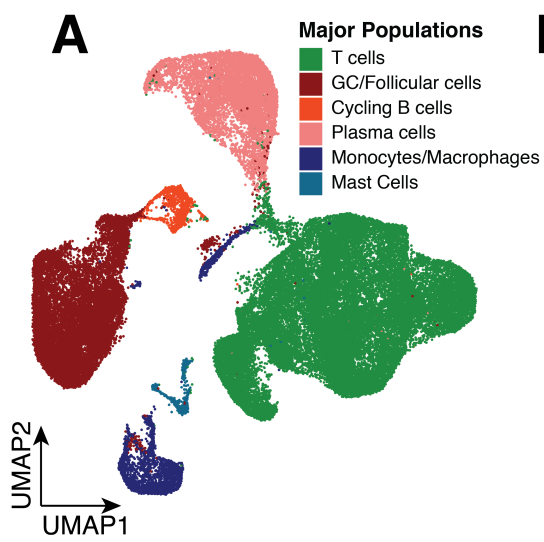 A
Major Populations
T cells
GC/Follicular cells
Cycling B cells
Plasma cells
Monocytes/Macrophages
Mast Cells
UMAP2
UMAP1